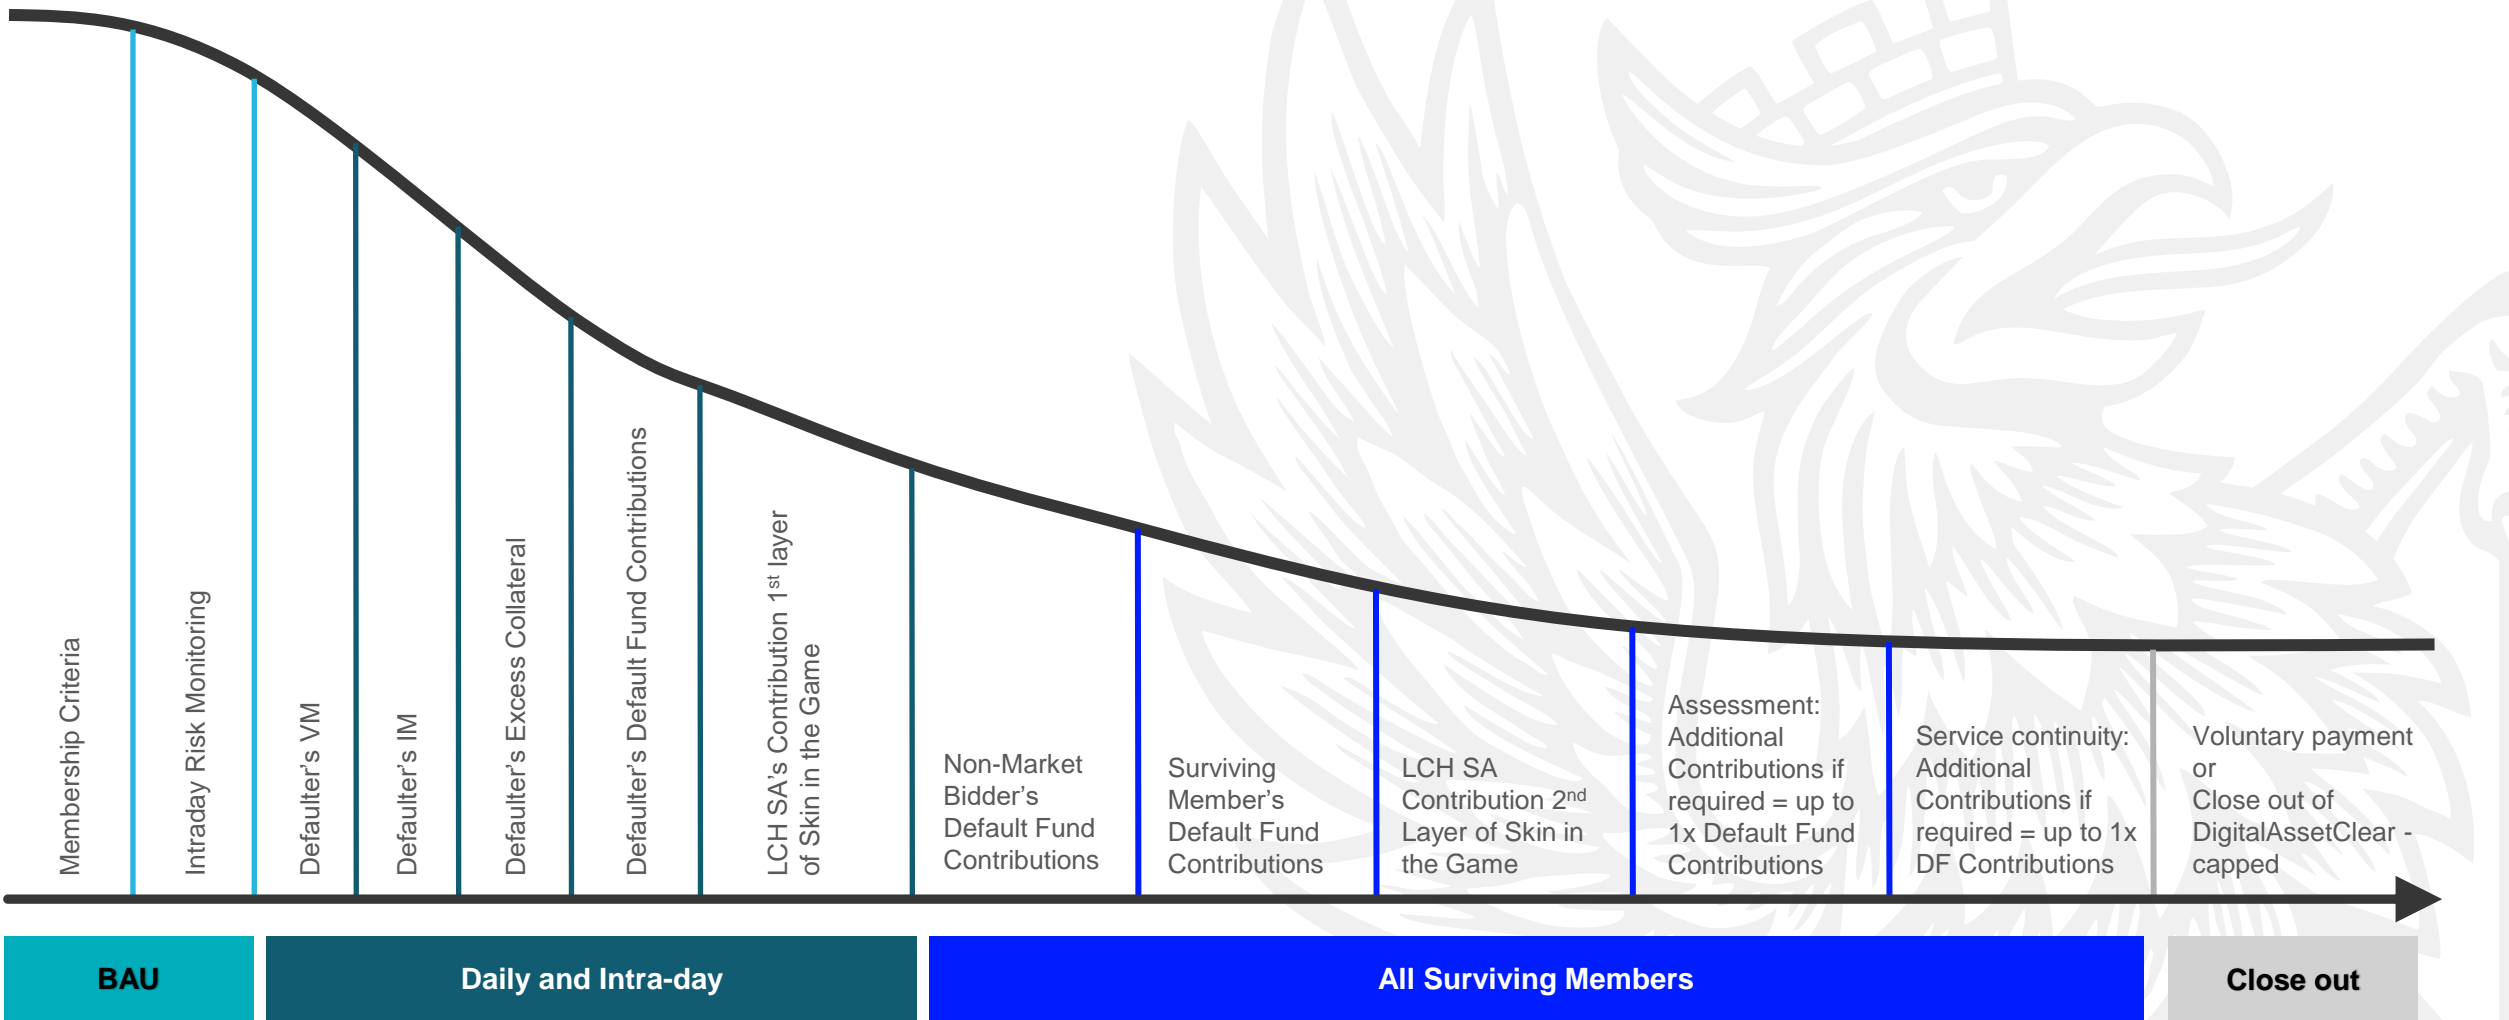 Membership Criteria
Intraday Risk Monitoring
Defaulter’s VM
Defaulter’s IM
Defaulter’s Excess Collateral
Defaulter’s Default Fund Contributions
LCH SA’s Contribution 1st layer
of Skin in the Game
Non-Market
Bidder’s
Default Fund
Contributions
Surviving
Member’s
Default Fund
Contributions
LCH SA
Contribution 2nd
Layer of Skin in
the Game
Assessment:
Additional
Contributions if
required = up to
1x Default Fund
Contributions
Service continuity:
Additional
Contributions if
required = up to 1x
DF Contributions
Voluntary payment
or
Close out of
DigitalAssetClear -
capped
BAU
Daily and Intra-day
All Surviving Members
Close out